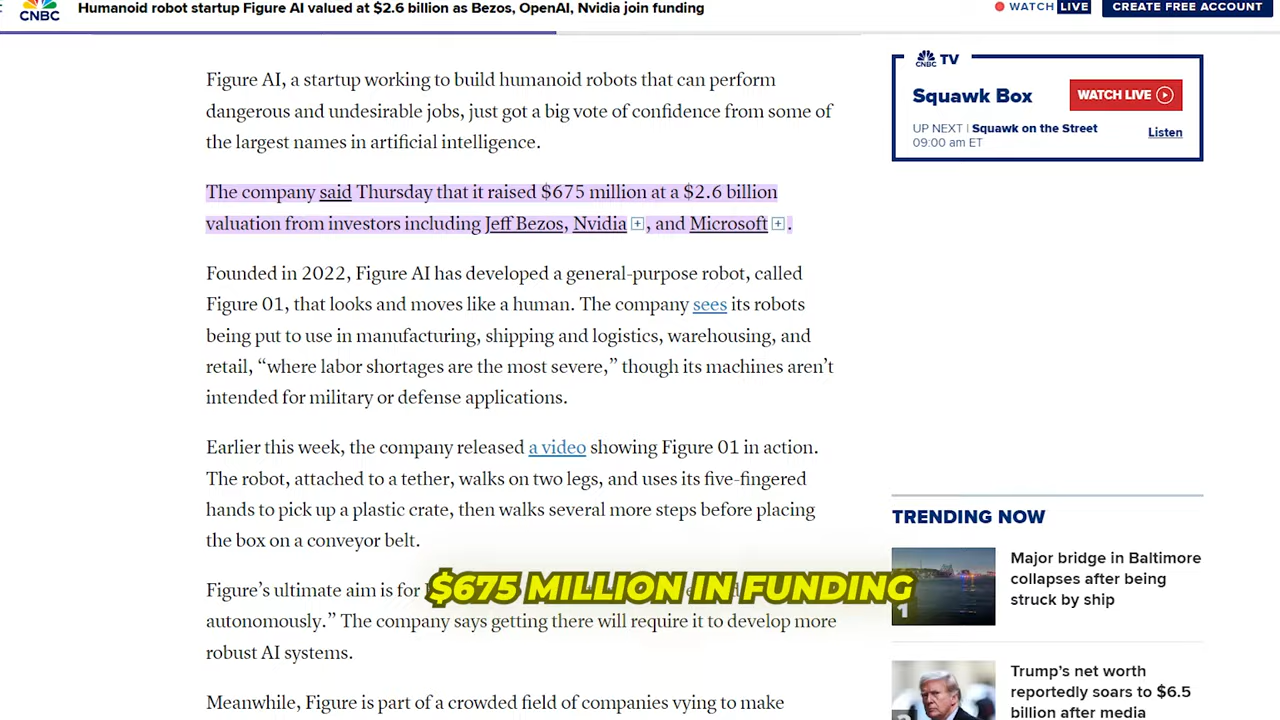 CNBC
Humanoid robot startup Figure AI valued at $2.6 billion as Bezos, OpenAI, Nvidia join funding
WATCH LIVE
CREATE FREE ACCOUNT
Figure AI, a startup working to build humanoid robots that can perform
dangerous and undesirable jobs, just got a big vote of confidence from some of
the largest names in artificial intelligence.
The company said Thursday that it raised $675 million at a $2.6 billion
valuation from investors including Jeff Bezos, Nvidia, and Microsoft.
Founded in 2022, Figure AI has developed a general-purpose robot, called
Figure 01, that looks and moves like a human. The company sees its robots
being put to use in manufacturing, shipping and logistics, warehousing, and
retail, “where labor shortages are the most severe,” though its machines aren’t
intended for military or defense applications.
Earlier this week, the company released a video showing Figure 01 in action.
The robot, attached to a tether, walks on two legs, and uses its five-fingered
hands to pick up a plastic crate, then walks several more steps before placing
the box on a conveyor belt.
Figure’s ultimate aim is for
$675 MILLION IN FUNDING
autonomously.” The company says getting there will require it to develop more
robust AI systems.
Meanwhile, Figure is part of a crowded field of companies vying to make
CNBC TV
Squawk Box
WATCH LIVE
UP NEXT | Squawk on the Street
09:00 am ET
Listen
TRENDING NOW
1
Major bridge in Baltimore
collapses after being
struck by ship
Trump’s net worth
reportedly soars to $6.5
billion after media